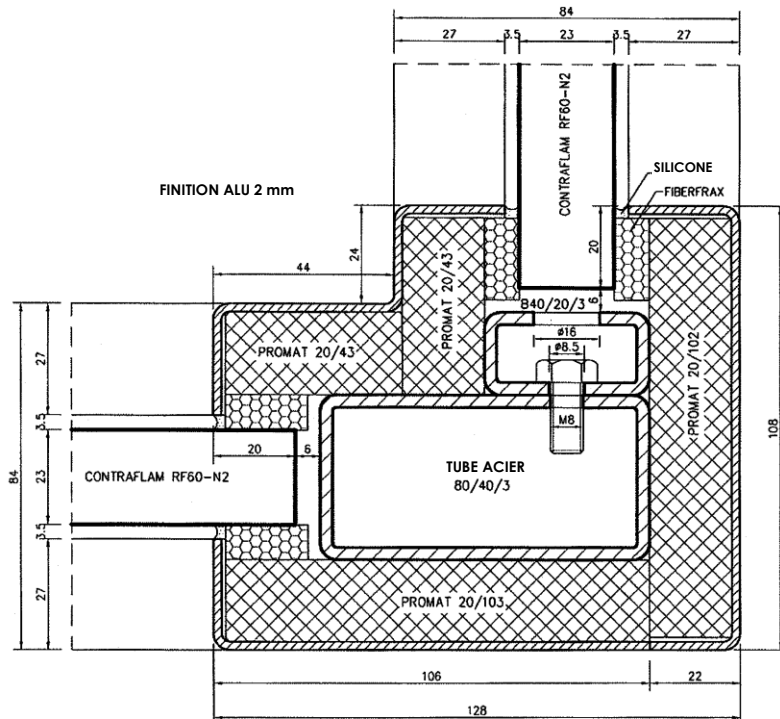 84
27
3.5
23
3.5
27
CONTRAFLAM RF60-N2
FINITION ALU 2 mm
SILICONE
FIBERFRAX
24
20
44
PROMAT 20/43
B40/20/3
6
ø16
ø8.5
PROMAT 20/43
PROMAT 20/102
108
27
3.5
84
23
3.5
27
M8
20
6
CONTRAFLAM RF60-N2
TUBE ACIER
80/40/3
PROMAT 20/103
106
22
128